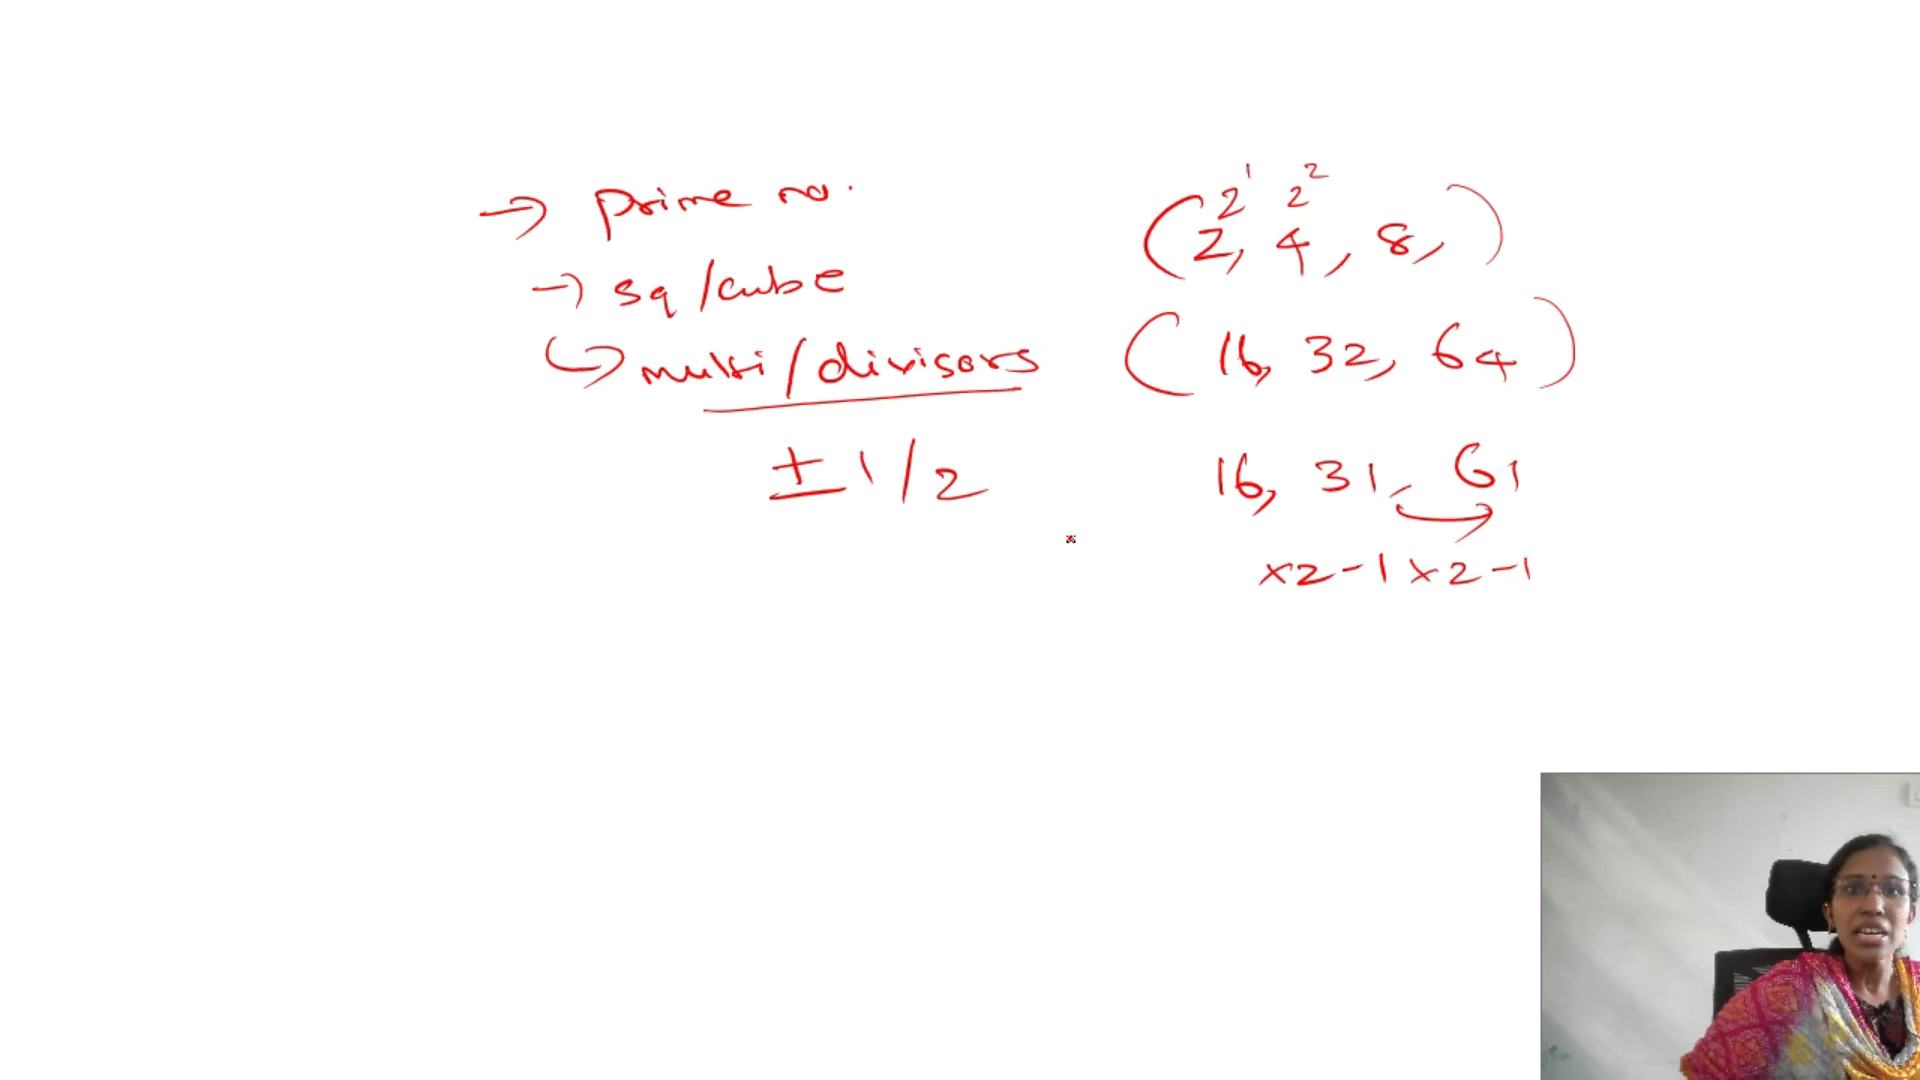 → prime no.
→ sq/cube
↪ multi/divisors
± 1/2
2¹ 2²
(2, 4, 8, )
(16, 32, 64)
16, 31, 61
×2-1 ×2-1